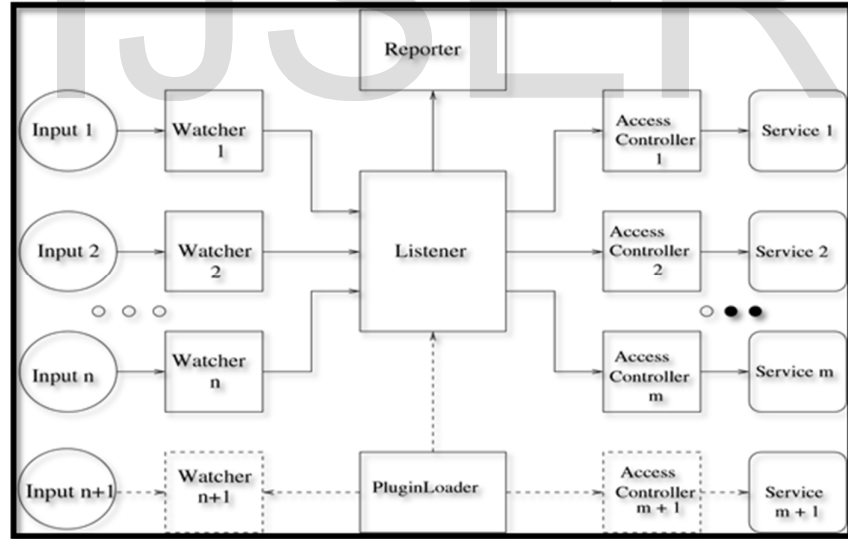 IJSER
Reporter
Input 1
Watcher
1
Access
Controller
1
Service 1
Input 2
Watcher
2
Listener
Access
Controller
2
Service 2
Input n
Watcher
n
Access
Controller
m
Service m
Input n+1
Watcher
n+1
PluginLoader
Access
Controller
m + 1
Service
m + 1